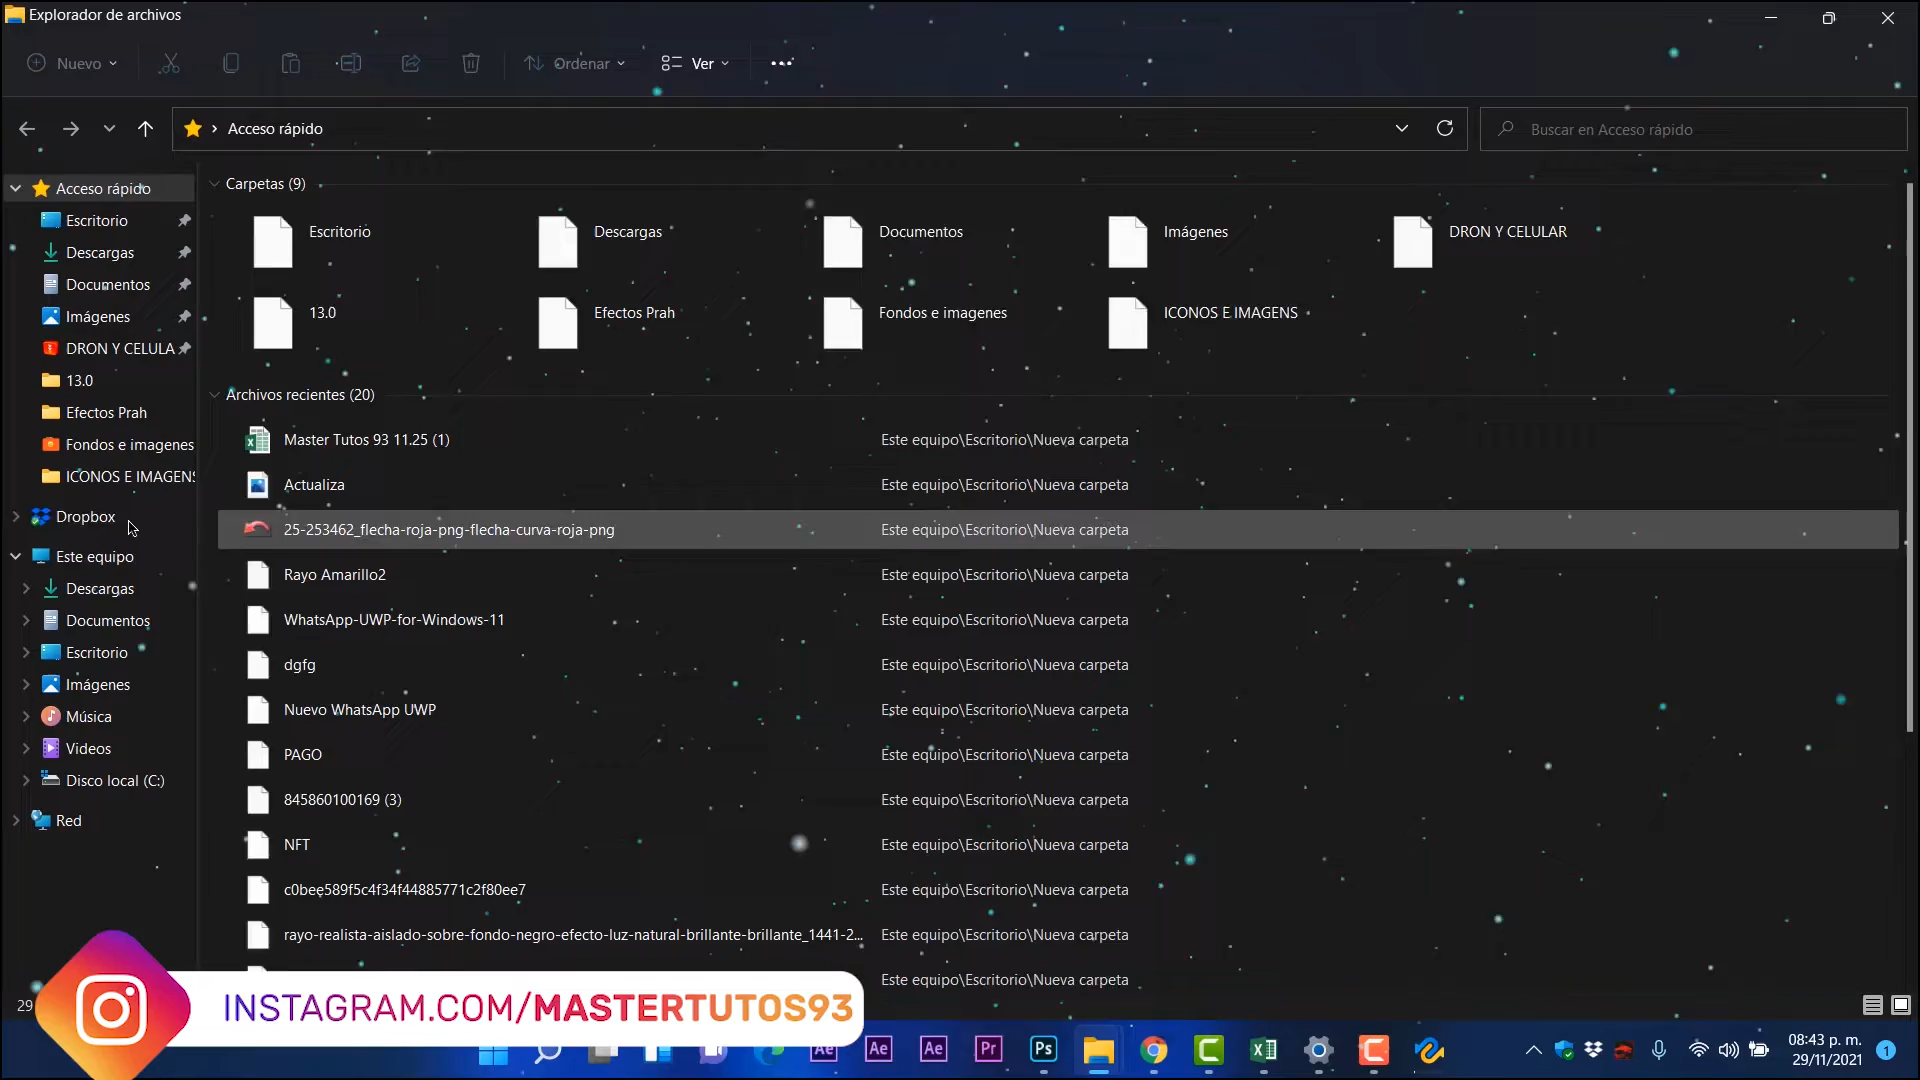 Explorador de archivos
Nuevo
Ordenar
Ver
Acceso rápido
Buscar en Acceso rápido
Acceso rápido
Escritorio
Descargas
Documentos
Imágenes
DRON Y CELULA
13.0
Efectos Prah
Fondos e imagenes
ICONOS E IMAGENS
Dropbox
Este equipo
Descargas
Documentos
Escritorio
Imágenes
Música
Videos
Disco local (C:)
Red
Carpetas (9)
Escritorio
Descargas
Documentos
Imágenes
DRON Y CELULAR
13.0
Efectos Prah
Fondos e imagenes
ICONOS E IMAGENS
Archivos recientes (20)
Master Tutos 93 11.25 (1) Este equipo\Escritorio\Nueva carpeta
Actualiza Este equipo\Escritorio\Nueva carpeta
25-253462_flecha-roja-png-flecha-curva-roja-png Este equipo\Escritorio\Nueva carpeta
Rayo Amarillo2 Este equipo\Escritorio\Nueva carpeta
WhatsApp-UWP-for-Windows-11 Este equipo\Escritorio\Nueva carpeta
dgfg Este equipo\Escritorio\Nueva carpeta
Nuevo WhatsApp UWP Este equipo\Escritorio\Nueva carpeta
PAGO Este equipo\Escritorio\Nueva carpeta
845860100169 (3) Este equipo\Escritorio\Nueva carpeta
NFT Este equipo\Escritorio\Nueva carpeta
c0bee589f5c4f34f44885771c2f80ee7 Este equipo\Escritorio\Nueva carpeta
rayo-realista-aislado-sobre-fondo-negro-efecto-luz-natural-brillante-brillante_1441-2... Este equipo\Escritorio\Nueva carpeta
Este equipo\Escritorio\Nueva carpeta
29
INSTAGRAM.COM/MASTERTUTOS93
Ae
Ae
Ae
Pr
Ps
08:43 p. m.
29/11/2021
1